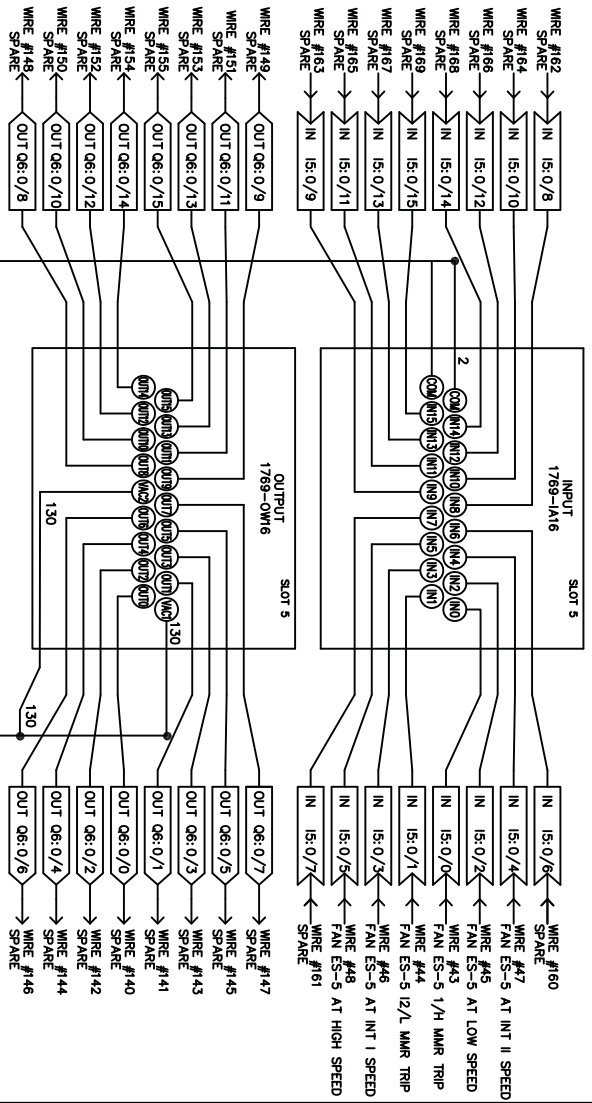 WIRE #162
SPARE
IN I5:0/8
WIRE #164
SPARE
IN I5:0/10
WIRE #166
SPARE
IN I5:0/12
WIRE #168
SPARE
IN I5:0/14
WIRE #169
SPARE
IN I5:0/15
WIRE #167
SPARE
IN I5:0/13
WIRE #165
SPARE
IN I5:0/11
WIRE #163
SPARE
IN I5:0/9
INPUT
1769-IA16
SLOT 5
2
COM IN14 IN12 IN10 IN8 IN6 IN4 IN2 IN0
COM IN15 IN13 IN11 IN9 IN7 IN5 IN3 IN1
IN I5:0/6
WIRE #160
SPARE
IN I5:0/4
WIRE #47
FAN ES-5 AT INT II SPEED
IN I5:0/2
WIRE #45
FAN ES-5 AT LOW SPEED
IN I5:0/0
WIRE #43
FAN ES-5 1/H MMR TRIP
IN I5:0/1
WIRE #44
FAN ES-5 I2/L MMR TRIP
IN I5:0/3
WIRE #46
FAN ES-5 AT INT I SPEED
IN I5:0/5
WIRE #48
FAN ES-5 AT HIGH SPEED
IN I5:0/7
WIRE #161
SPARE
WIRE #149
SPARE
OUT Q6:0/9
WIRE #151
SPARE
OUT Q6:0/11
WIRE #153
SPARE
OUT Q6:0/13
WIRE #155
SPARE
OUT Q6:0/15
WIRE #154
SPARE
OUT Q6:0/14
WIRE #152
SPARE
OUT Q6:0/12
WIRE #150
SPARE
OUT Q6:0/10
WIRE #148
SPARE
OUT Q6:0/8
OUTPUT
1769-OW16
SLOT 5
OUT15 OUT13 OUT11 OUT9 OUT7 OUT5 OUT3 OUT1 VAC1
130
OUT14 OUT12 OUT10 OUT8 VAC2 OUT6 OUT4 OUT2 OUT0
130
130
OUT Q6:0/7
WIRE #147
SPARE
OUT Q6:0/5
WIRE #145
SPARE
OUT Q6:0/3
WIRE #143
SPARE
OUT Q6:0/1
WIRE #141
SPARE
OUT Q6:0/0
WIRE #140
SPARE
OUT Q6:0/2
WIRE #142
SPARE
OUT Q6:0/4
WIRE #144
SPARE
OUT Q6:0/6
WIRE #146
SPARE